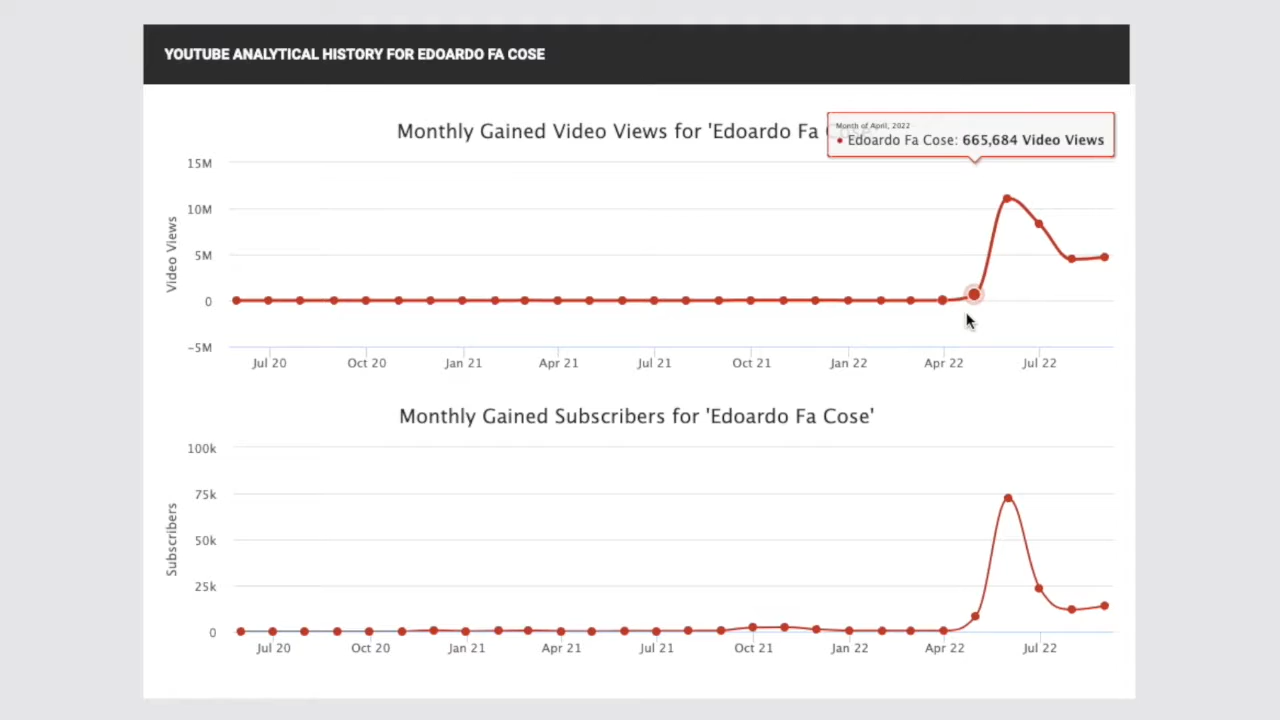 YOUTUBE ANALYTICAL HISTORY FOR EDOARDO FA COSE
Monthly Gained Video Views for 'Edoardo Fa Cose'
Month of April, 2022
● Edoardo Fa Cose: 665,684 Video Views
15M
10M
5M
0
−5M
Video Views
Jul 20 Oct 20 Jan 21 Apr 21 Jul 21 Oct 21 Jan 22 Apr 22 Jul 22
Monthly Gained Subscribers for 'Edoardo Fa Cose'
100k
75k
50k
25k
0
Subscribers
Jul 20 Oct 20 Jan 21 Apr 21 Jul 21 Oct 21 Jan 22 Apr 22 Jul 22